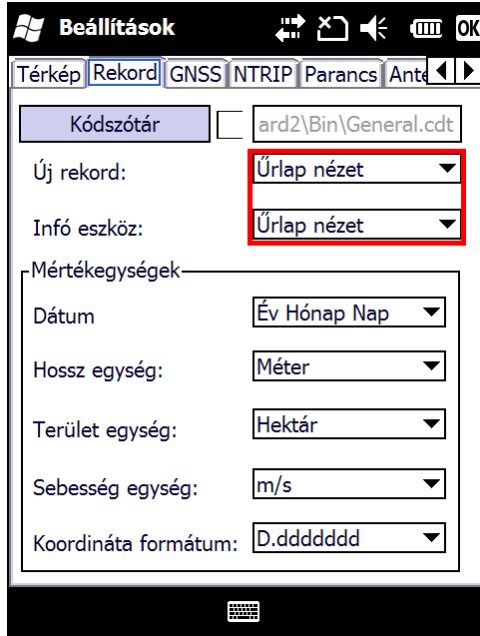 Beállítások OK
Térkép Rekord GNSS NTRIP Parancs Ante
Kódszótár ard2\Bin\General.cdt
Új rekord: Űrlap nézet
Infó eszköz: Űrlap nézet
Mértékegységek
Dátum Év Hónap Nap
Hossz egység: Méter
Terület egység: Hektár
Sebesség egység: m/s
Koordináta formátum: D.ddddddd